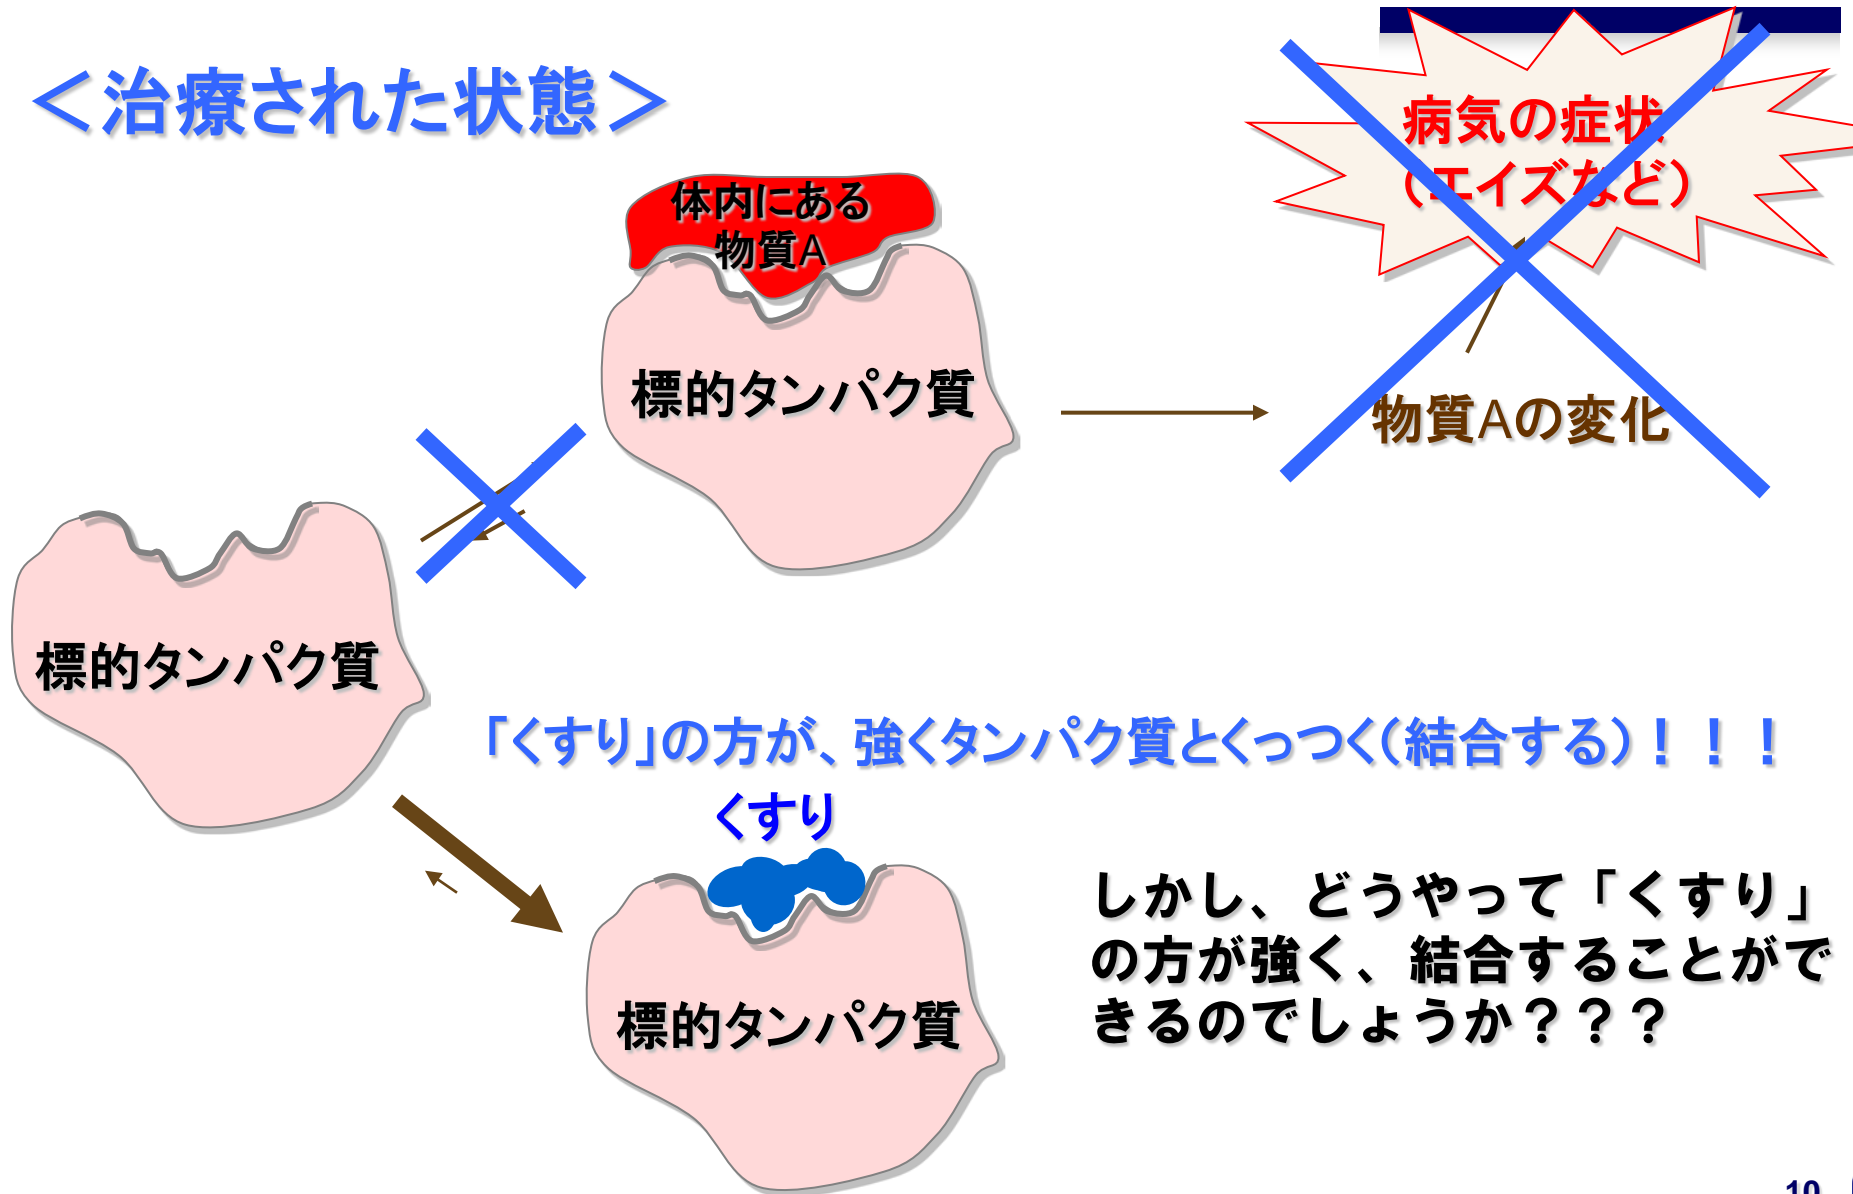 ＜治療された状態＞
病気の症状
（エイズなど）
体内にある
物質A
標的タンパク質
物質Aの変化
標的タンパク質
「くすり」の方が、強くタンパク質とくっつく（結合する）！！！
くすり
標的タンパク質
しかし、どうやって「くすり」
の方が強く、結合することがで
きるのでしょうか？？？
10